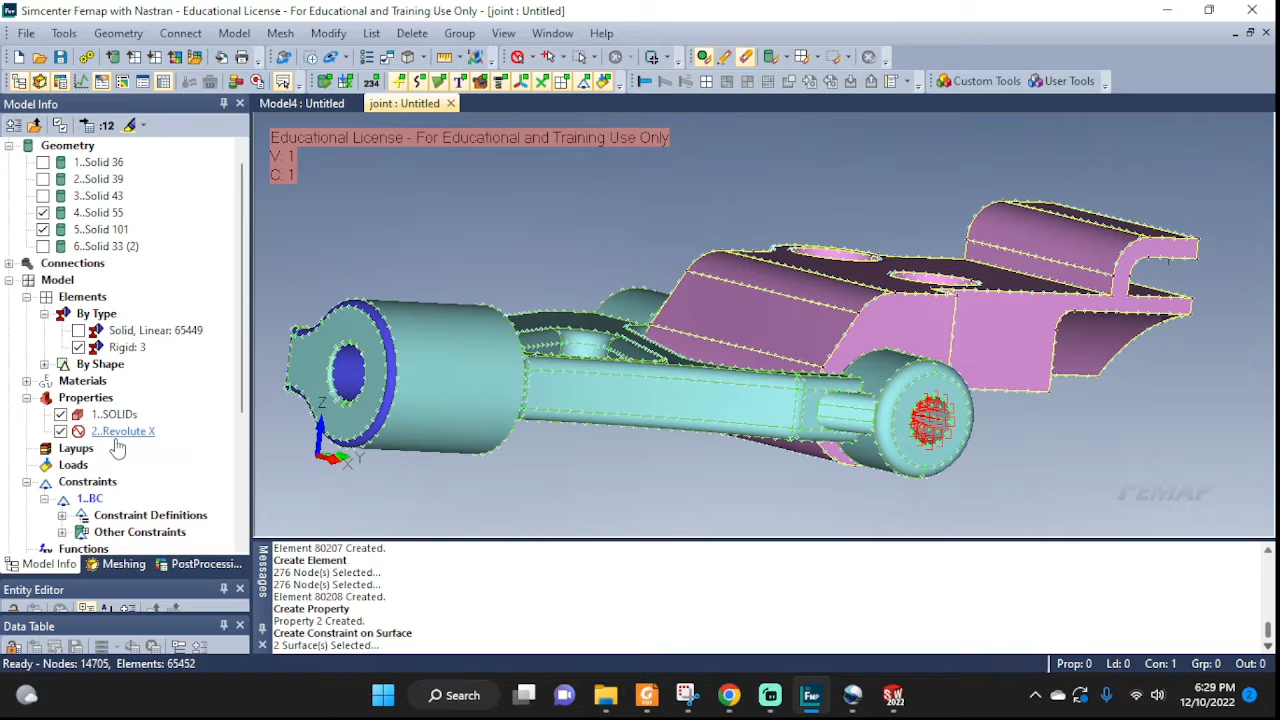 Simcenter Femap with Nastran - Educational License - For Educational and Training Use Only - [joint : Untitled]
File Tools Geometry Connect Model Mesh Modify List Delete Group View Window Help
234
Custom Tools User Tools
Model Info
Model4 : Untitled joint : Untitled
:12
Educational License - For Educational and Training Use Only
V: 1
C: 1
Geometry
1..Solid 36
2..Solid 39
3..Solid 43
4..Solid 55
5..Solid 101
6..Solid 33 (2)
Connections
Model
Elements
By Type
Solid, Linear: 65449
Rigid: 3
By Shape
Materials
Properties
1..SOLIDs
2..Revolute X
Layups
Loads
Constraints
1..BC
Constraint Definitions
Other Constraints
Functions
Model Info Meshing PostProcessi...
Entity Editor
Data Table
Z
X Y
FEMAP
Messages
Element 80207 Created.
Create Element
276 Node(s) Selected...
276 Node(s) Selected...
Element 80208 Created.
Create Property
Property 2 Created.
Create Constraint on Surface
2 Surface(s) Selected...
Ready - Nodes: 14705, Elements: 65452
Prop: 0 Ld: 0 Con: 1 Grp: 0 Out: 0
Search
6:29 PM
12/10/2022